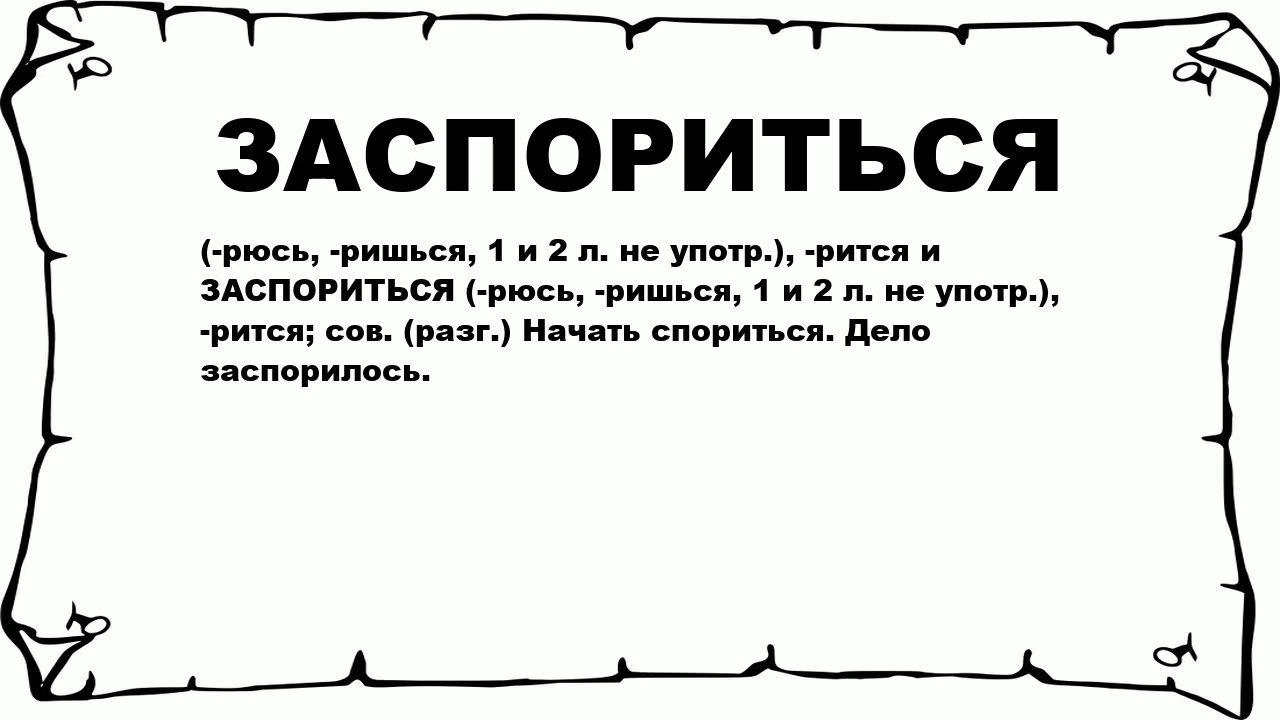 ЗАСПОРИТЬСЯ
(-рюсь, -ришься, 1 и 2 л. не употр.), -рится и
ЗАСПОРИТЬСЯ (-рюсь, -ришься, 1 и 2 л. не употр.),
-рится; сов. (разг.) Начать спориться. Дело
заспорилось.